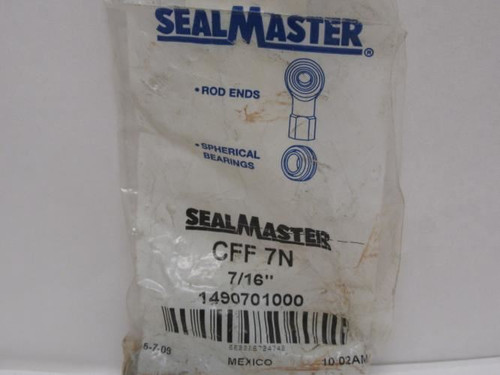 SEALMASTER®
• ROD ENDS
• SPHERICAL
BEARINGS
SEALMASTER
CFF 7N
7/16"
1490701000
5-7-09
MEXICO 10:02AM